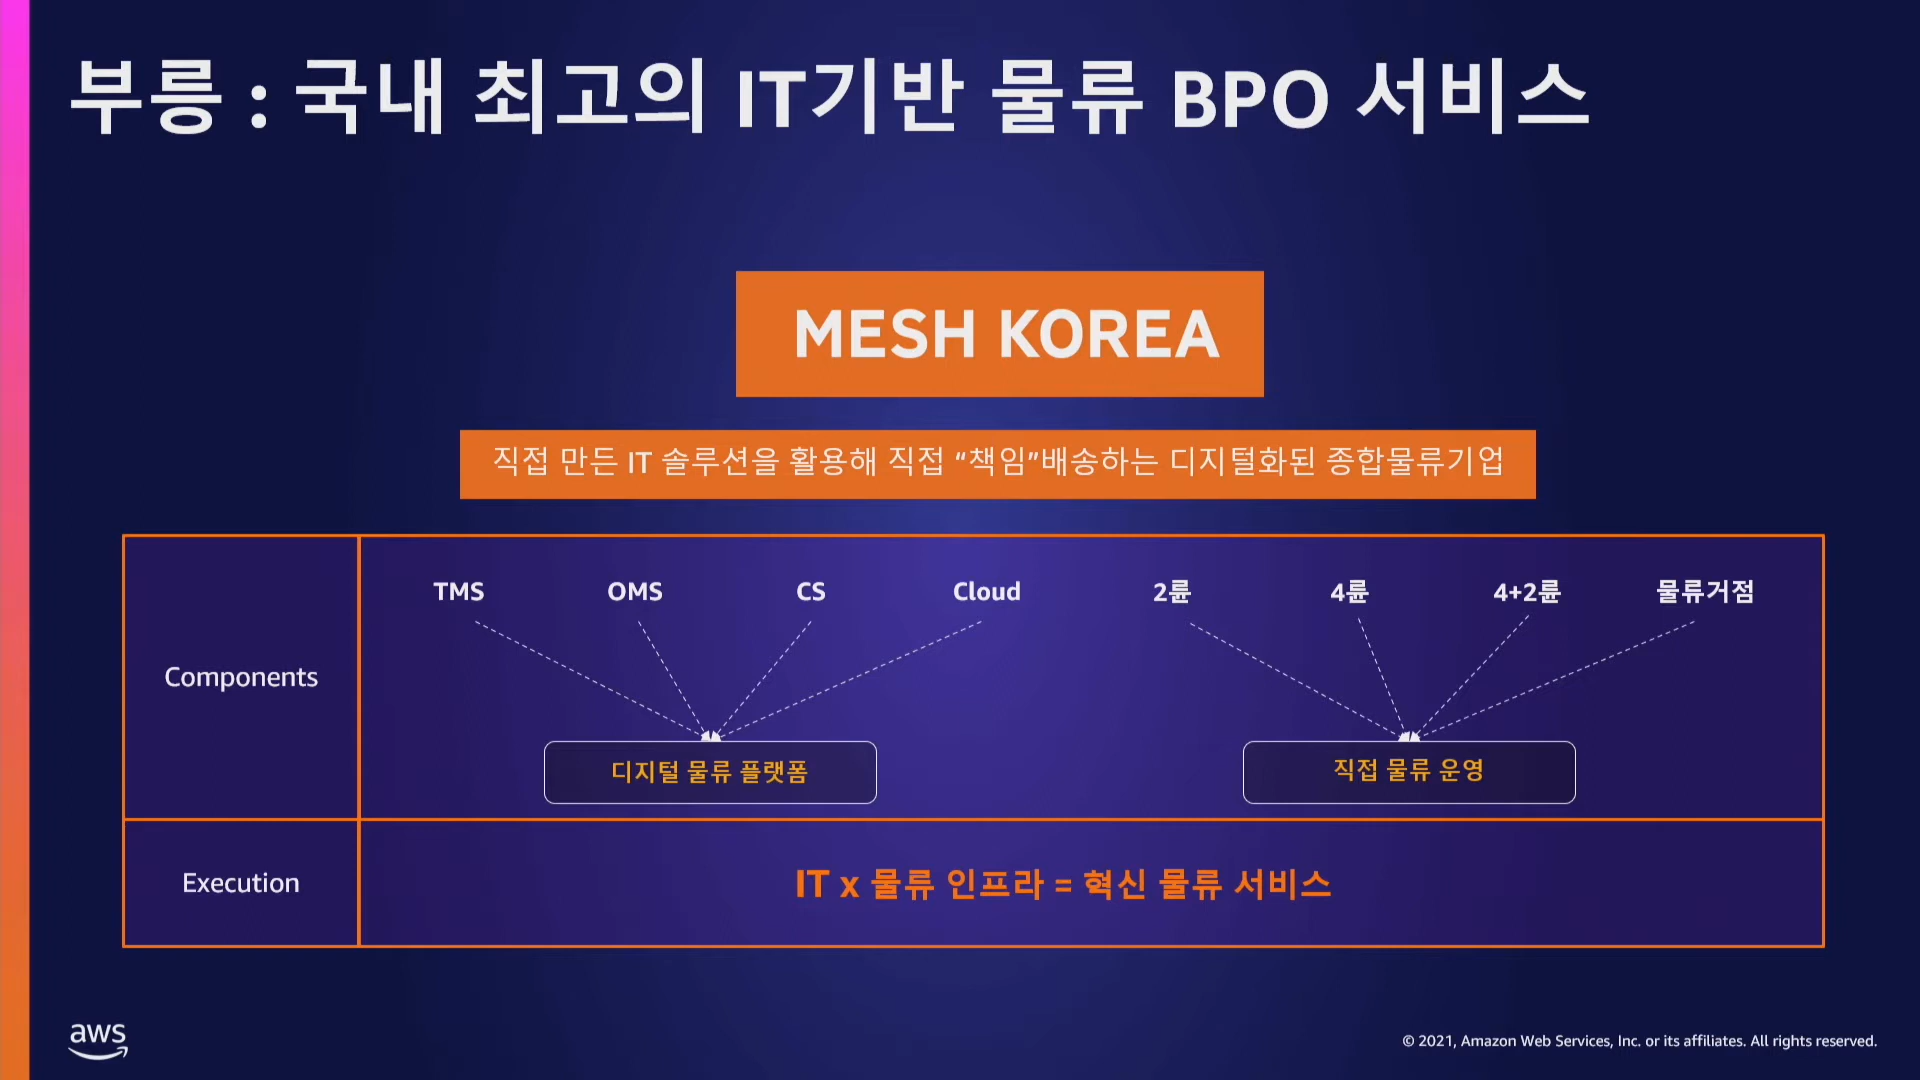 부릉 : 국내 최고의 IT기반 물류 BPO 서비스
MESH KOREA
직접 만든 IT 솔루션을 활용해 직접 “책임”배송하는 디지털화된 종합물류기업
Components
TMS OMS CS Cloud 2륜 4륜 4+2륜 물류거점
디지털 물류 플랫폼 직접 물류 운영
Execution
IT x 물류 인프라 = 혁신 물류 서비스
aws
© 2021, Amazon Web Services, Inc. or its affiliates. All rights reserved.